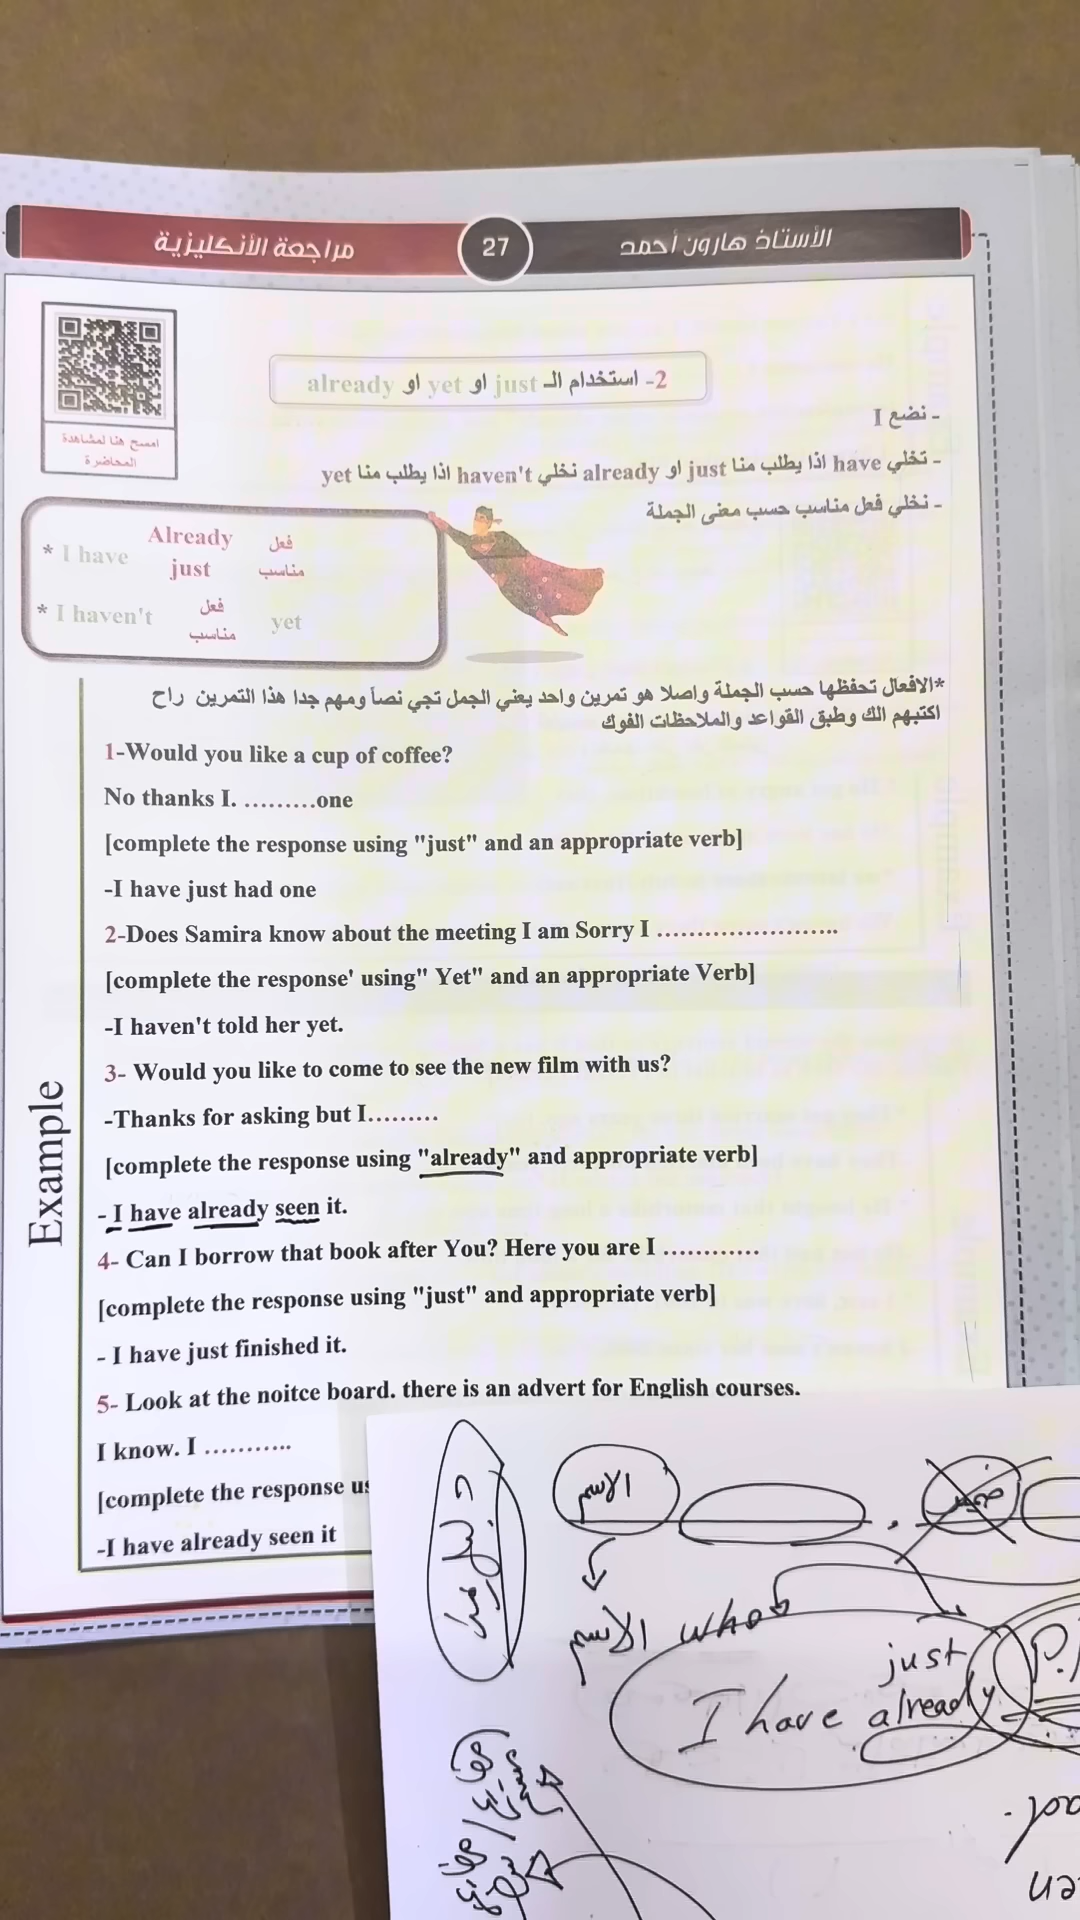 مراجعة الأنكليزية
27
الأستاذ هارون أحمد
امسح هنا لمشاهدة
المحاضرة
2- استخدام الـ just او yet او already
- نضع I
- تخلي have اذا يطلب منا just او already نخلي haven't اذا يطلب منا yet
- نخلي فعل مناسب حسب معنى الجملة
* I have Already just فعل مناسب
* I haven't فعل مناسب yet
*الافعال تحفظها حسب الجملة واصلا هو تمرين واحد يعني الجمل تجي نصاً ومهم جدا هذا التمرين راح
اكتبهم الك وطبق القواعد والملاحظات الفوك
Example
1-Would you like a cup of coffee?
No thanks I. .........one
[complete the response using "just" and an appropriate verb]
-I have just had one
2-Does Samira know about the meeting I am Sorry I ......................
[complete the response' using" Yet" and an appropriate Verb]
-I haven't told her yet.
3- Would you like to come to see the new film with us?
-Thanks for asking but I.........
[complete the response using "already" and appropriate verb]
- I have already seen it.
4- Can I borrow that book after You? Here you are I ............
[complete the response using "just" and appropriate verb]
- I have just finished it.
5- Look at the noitce board. there is an advert for English courses.
I know. I ...........
[complete the response
-I have already seen it
الاسم
الاسم who
just
I have already